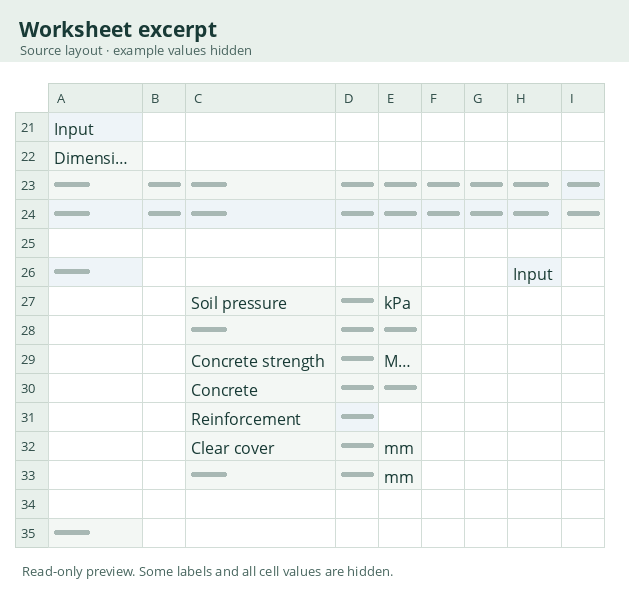 Worksheet excerpt
Source layout · example values hidden
A B C D E F G H I
21 Input
22 Dimensi...
23
24
25
26 Input
27 Soil pressure kPa
28
29 Concrete strength M...
30 Concrete
31 Reinforcement
32 Clear cover mm
33 mm
34
35
Read-only preview. Some labels and all cell values are hidden.